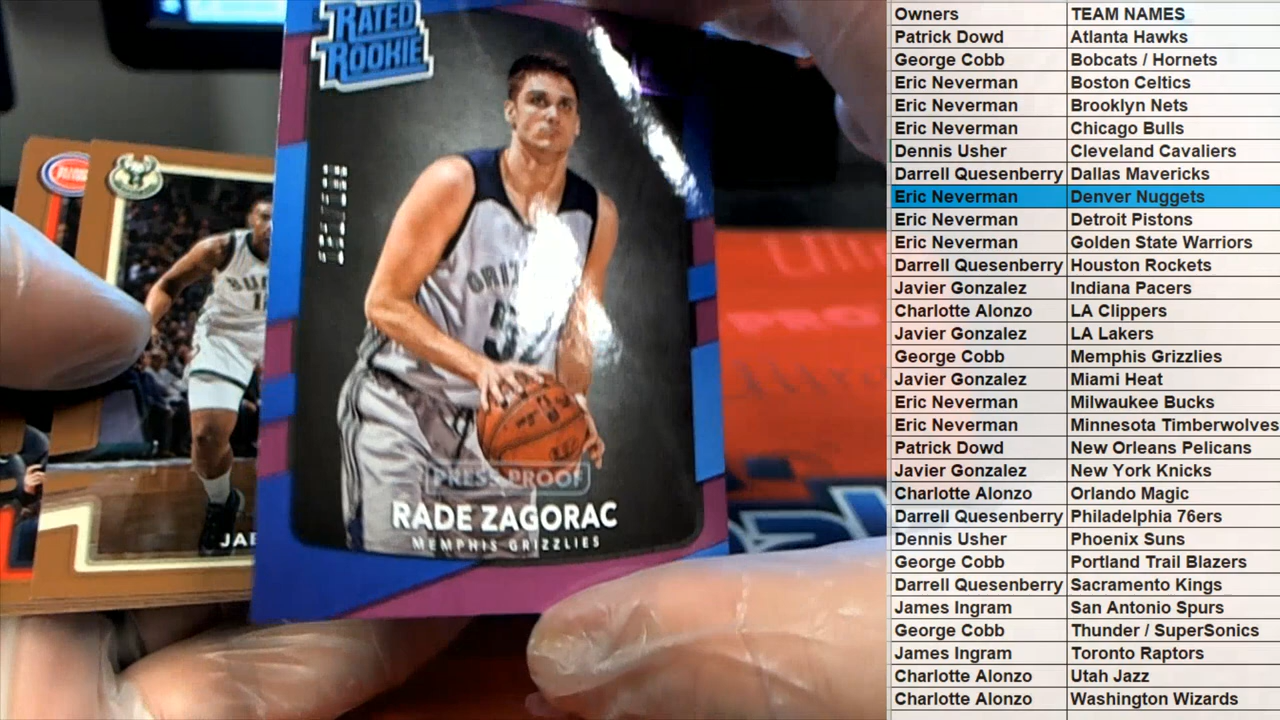 RATED
ROOKIE
PRESS PROOF
RADE ZAGORAC
MEMPHIS GRIZZLIES
Owners TEAM NAMES
Patrick Dowd Atlanta Hawks
George Cobb Bobcats / Hornets
Eric Neverman Boston Celtics
Eric Neverman Brooklyn Nets
Eric Neverman Chicago Bulls
Dennis Usher Cleveland Cavaliers
Darrell Quesenberry Dallas Mavericks
Eric Neverman Denver Nuggets
Eric Neverman Detroit Pistons
Eric Neverman Golden State Warriors
Darrell Quesenberry Houston Rockets
Javier Gonzalez Indiana Pacers
Charlotte Alonzo LA Clippers
Javier Gonzalez LA Lakers
George Cobb Memphis Grizzlies
Javier Gonzalez Miami Heat
Eric Neverman Milwaukee Bucks
Eric Neverman Minnesota Timberwolves
Patrick Dowd New Orleans Pelicans
Javier Gonzalez New York Knicks
Charlotte Alonzo Orlando Magic
Darrell Quesenberry Philadelphia 76ers
Dennis Usher Phoenix Suns
George Cobb Portland Trail Blazers
Darrell Quesenberry Sacramento Kings
James Ingram San Antonio Spurs
George Cobb Thunder / SuperSonics
James Ingram Toronto Raptors
Charlotte Alonzo Utah Jazz
Charlotte Alonzo Washington Wizards